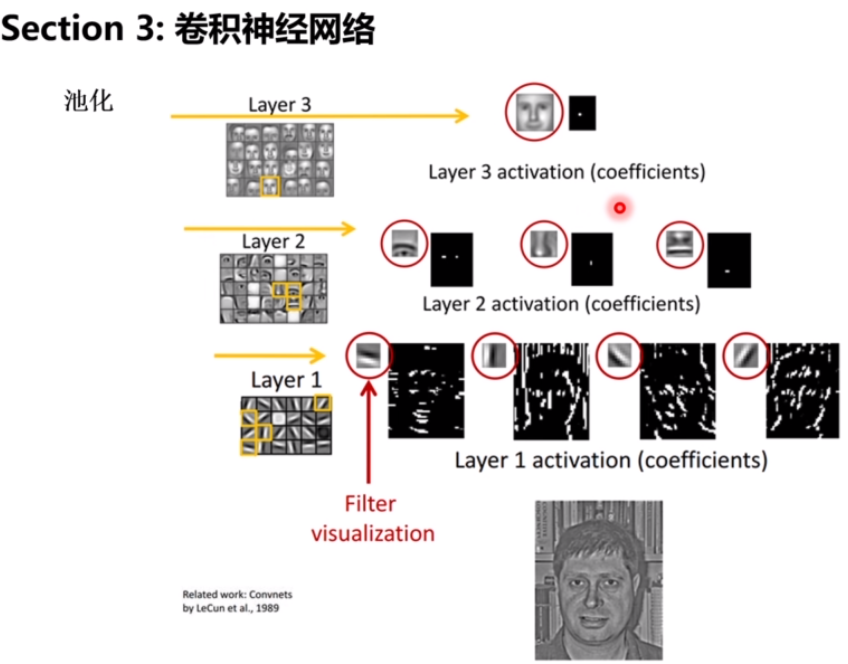 Section 3: 卷积神经网络
池化
Layer 3
Layer 3 activation (coefficients)
Layer 2
Layer 2 activation (coefficients)
Layer 1
Layer 1 activation (coefficients)
Filter
visualization
Related work: Convnets
by LeCun et al., 1989